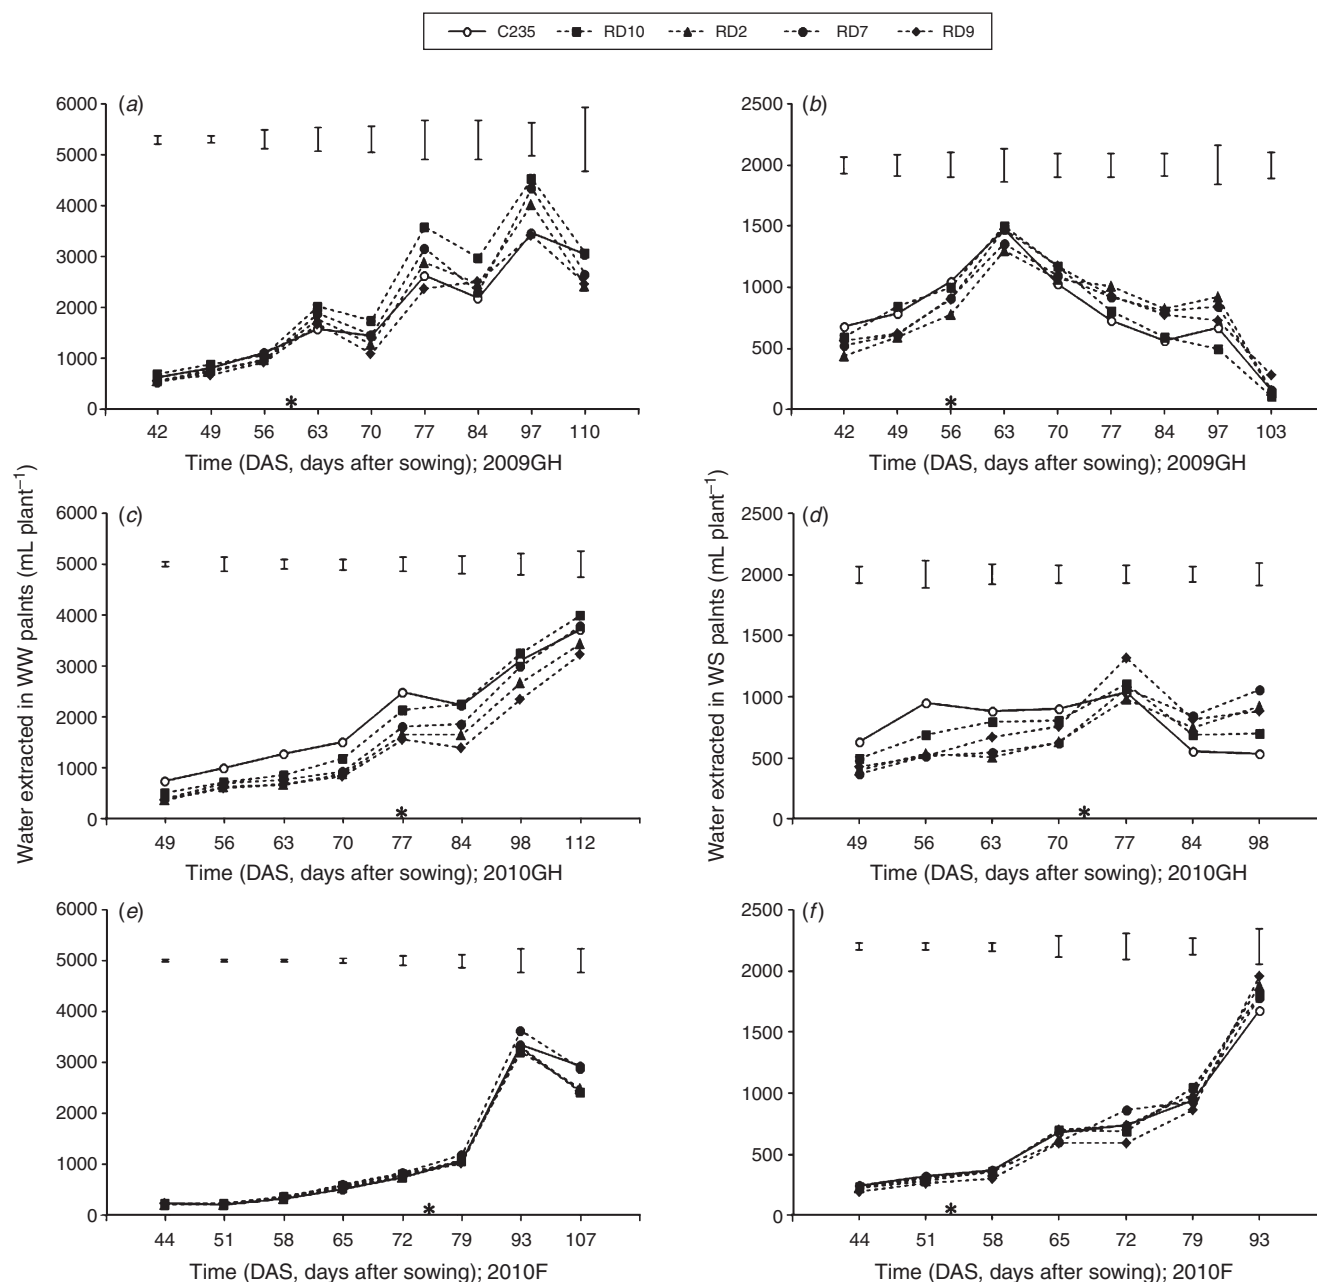 C235 RD10 RD2 RD7 RD9
(a)
6000
5000
4000
3000
2000
1000
0
42 49 56 * 63 70 77 84 97 110
Time (DAS, days after sowing); 2009GH
(b)
2500
2000
1500
1000
500
0
42 49 56 63 70 77 84 97 103
*
Time (DAS, days after sowing); 2009GH
Water extracted in WW palnts (mL plant−1)
Water extracted in WS palnts (mL plant−1)
(c)
6000
5000
4000
3000
2000
1000
0
*
49 56 63 70 77 84 98 112
Time (DAS, days after sowing); 2010GH
(d)
2500
2000
1500
1000
500
0
*
49 56 63 70 77 84 98
Time (DAS, days after sowing); 2010GH
(e)
6000
5000
4000
3000
2000
1000
0
*
44 51 58 65 72 79 93 107
Time (DAS, days after sowing); 2010F
(f)
2500
2000
1500
1000
500
0
*
44 51 58 65 72 79 93
Time (DAS, days after sowing); 2010F